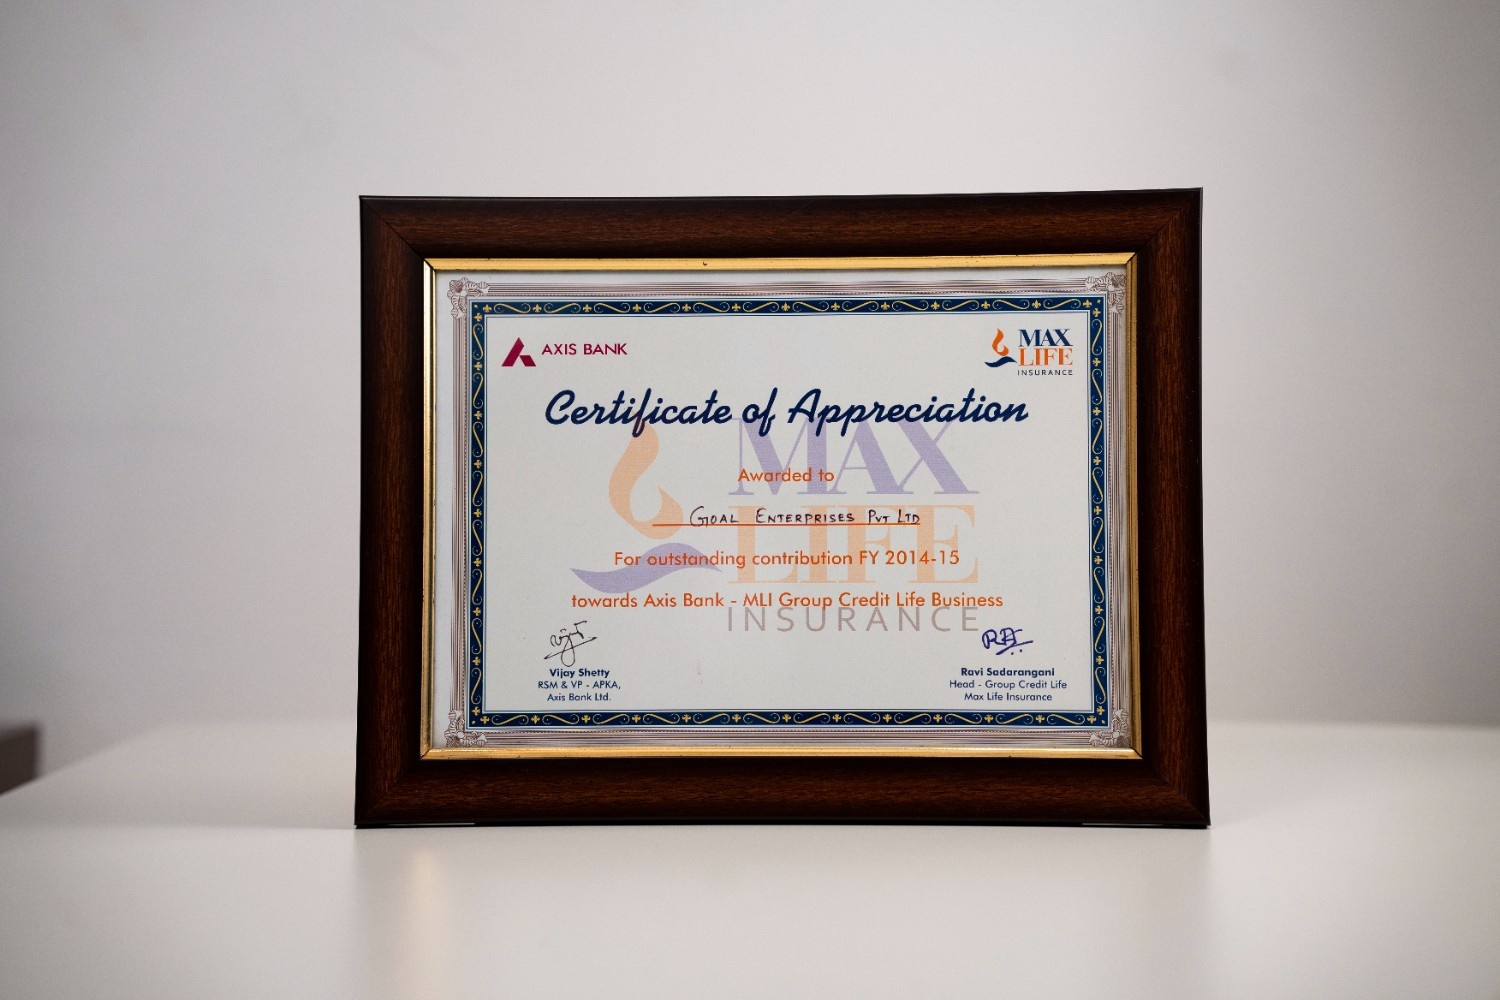 AXIS BANK
MAX
LIFE
INSURANCE
Certificate of Appreciation
MAX
LIFE
INSURANCE
Awarded to
GOAL ENTERPRISES PVT LTD
For outstanding contribution FY 2014-15
towards Axis Bank - MLI Group Credit Life Business
Vijay Shetty
RSM & VP - APKA,
Axis Bank Ltd.
Ravi Sadarangani
Head - Group Credit Life
Max Life Insurance